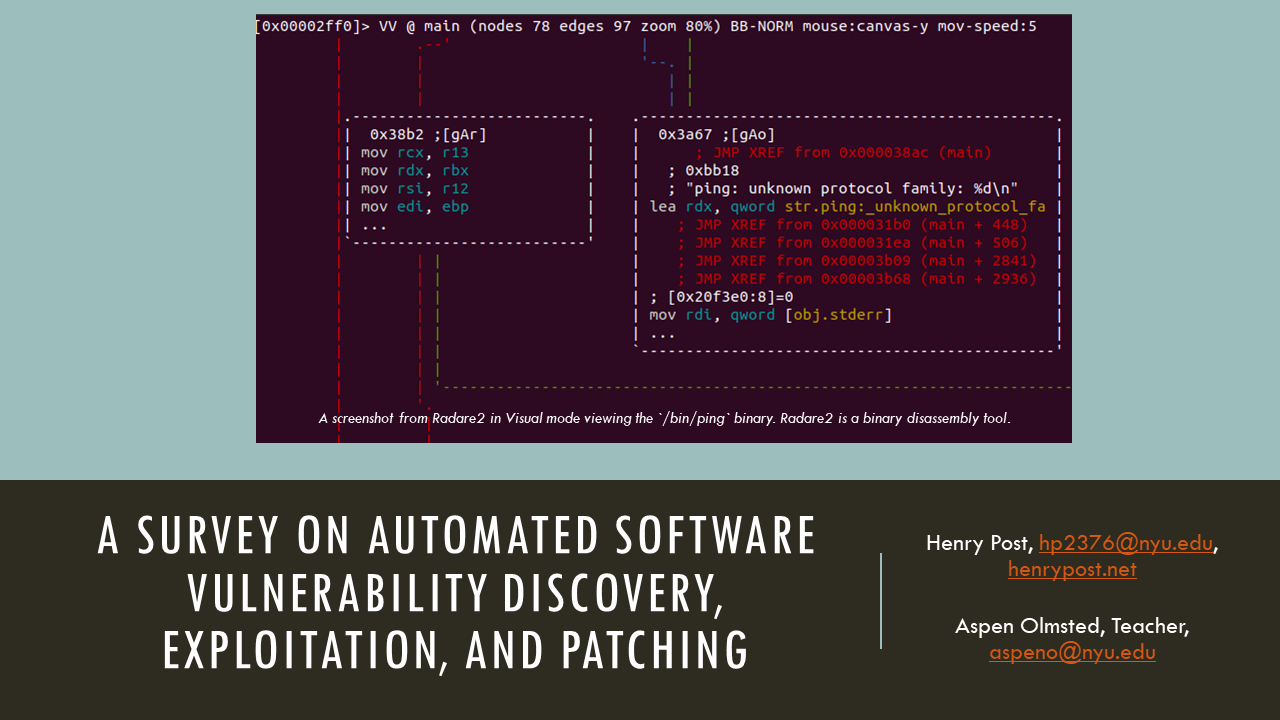 [0x00002ff0]> VV @ main (nodes 78 edges 97 zoom 80%) BB-NORM mouse:canvas-y mov-speed:5
0x38b2 ;[gAr]
mov rcx, r13
mov rdx, rbx
mov rsi, r12
mov edi, ebp
...
0x3a67 ;[gAo]
; JMP XREF from 0x000038ac (main)
; 0xbb18
; "ping: unknown protocol family: %d\n"
lea rdx, qword str.ping:_unknown_protocol_fa
; JMP XREF from 0x000031b0 (main + 448)
; JMP XREF from 0x000031ea (main + 506)
; JMP XREF from 0x00003b09 (main + 2841)
; JMP XREF from 0x00003b68 (main + 2936)
; [0x20f3e0:8]=0
mov rdi, qword [obj.stderr]
...
A screenshot from Radare2 in Visual mode viewing the `/bin/ping` binary. Radare2 is a binary disassembly tool.
A SURVEY ON AUTOMATED SOFTWARE
VULNERABILITY DISCOVERY,
EXPLOITATION, AND PATCHING
Henry Post, hp2376@nyu.edu,
henrypost.net
Aspen Olmsted, Teacher,
aspeno@nyu.edu